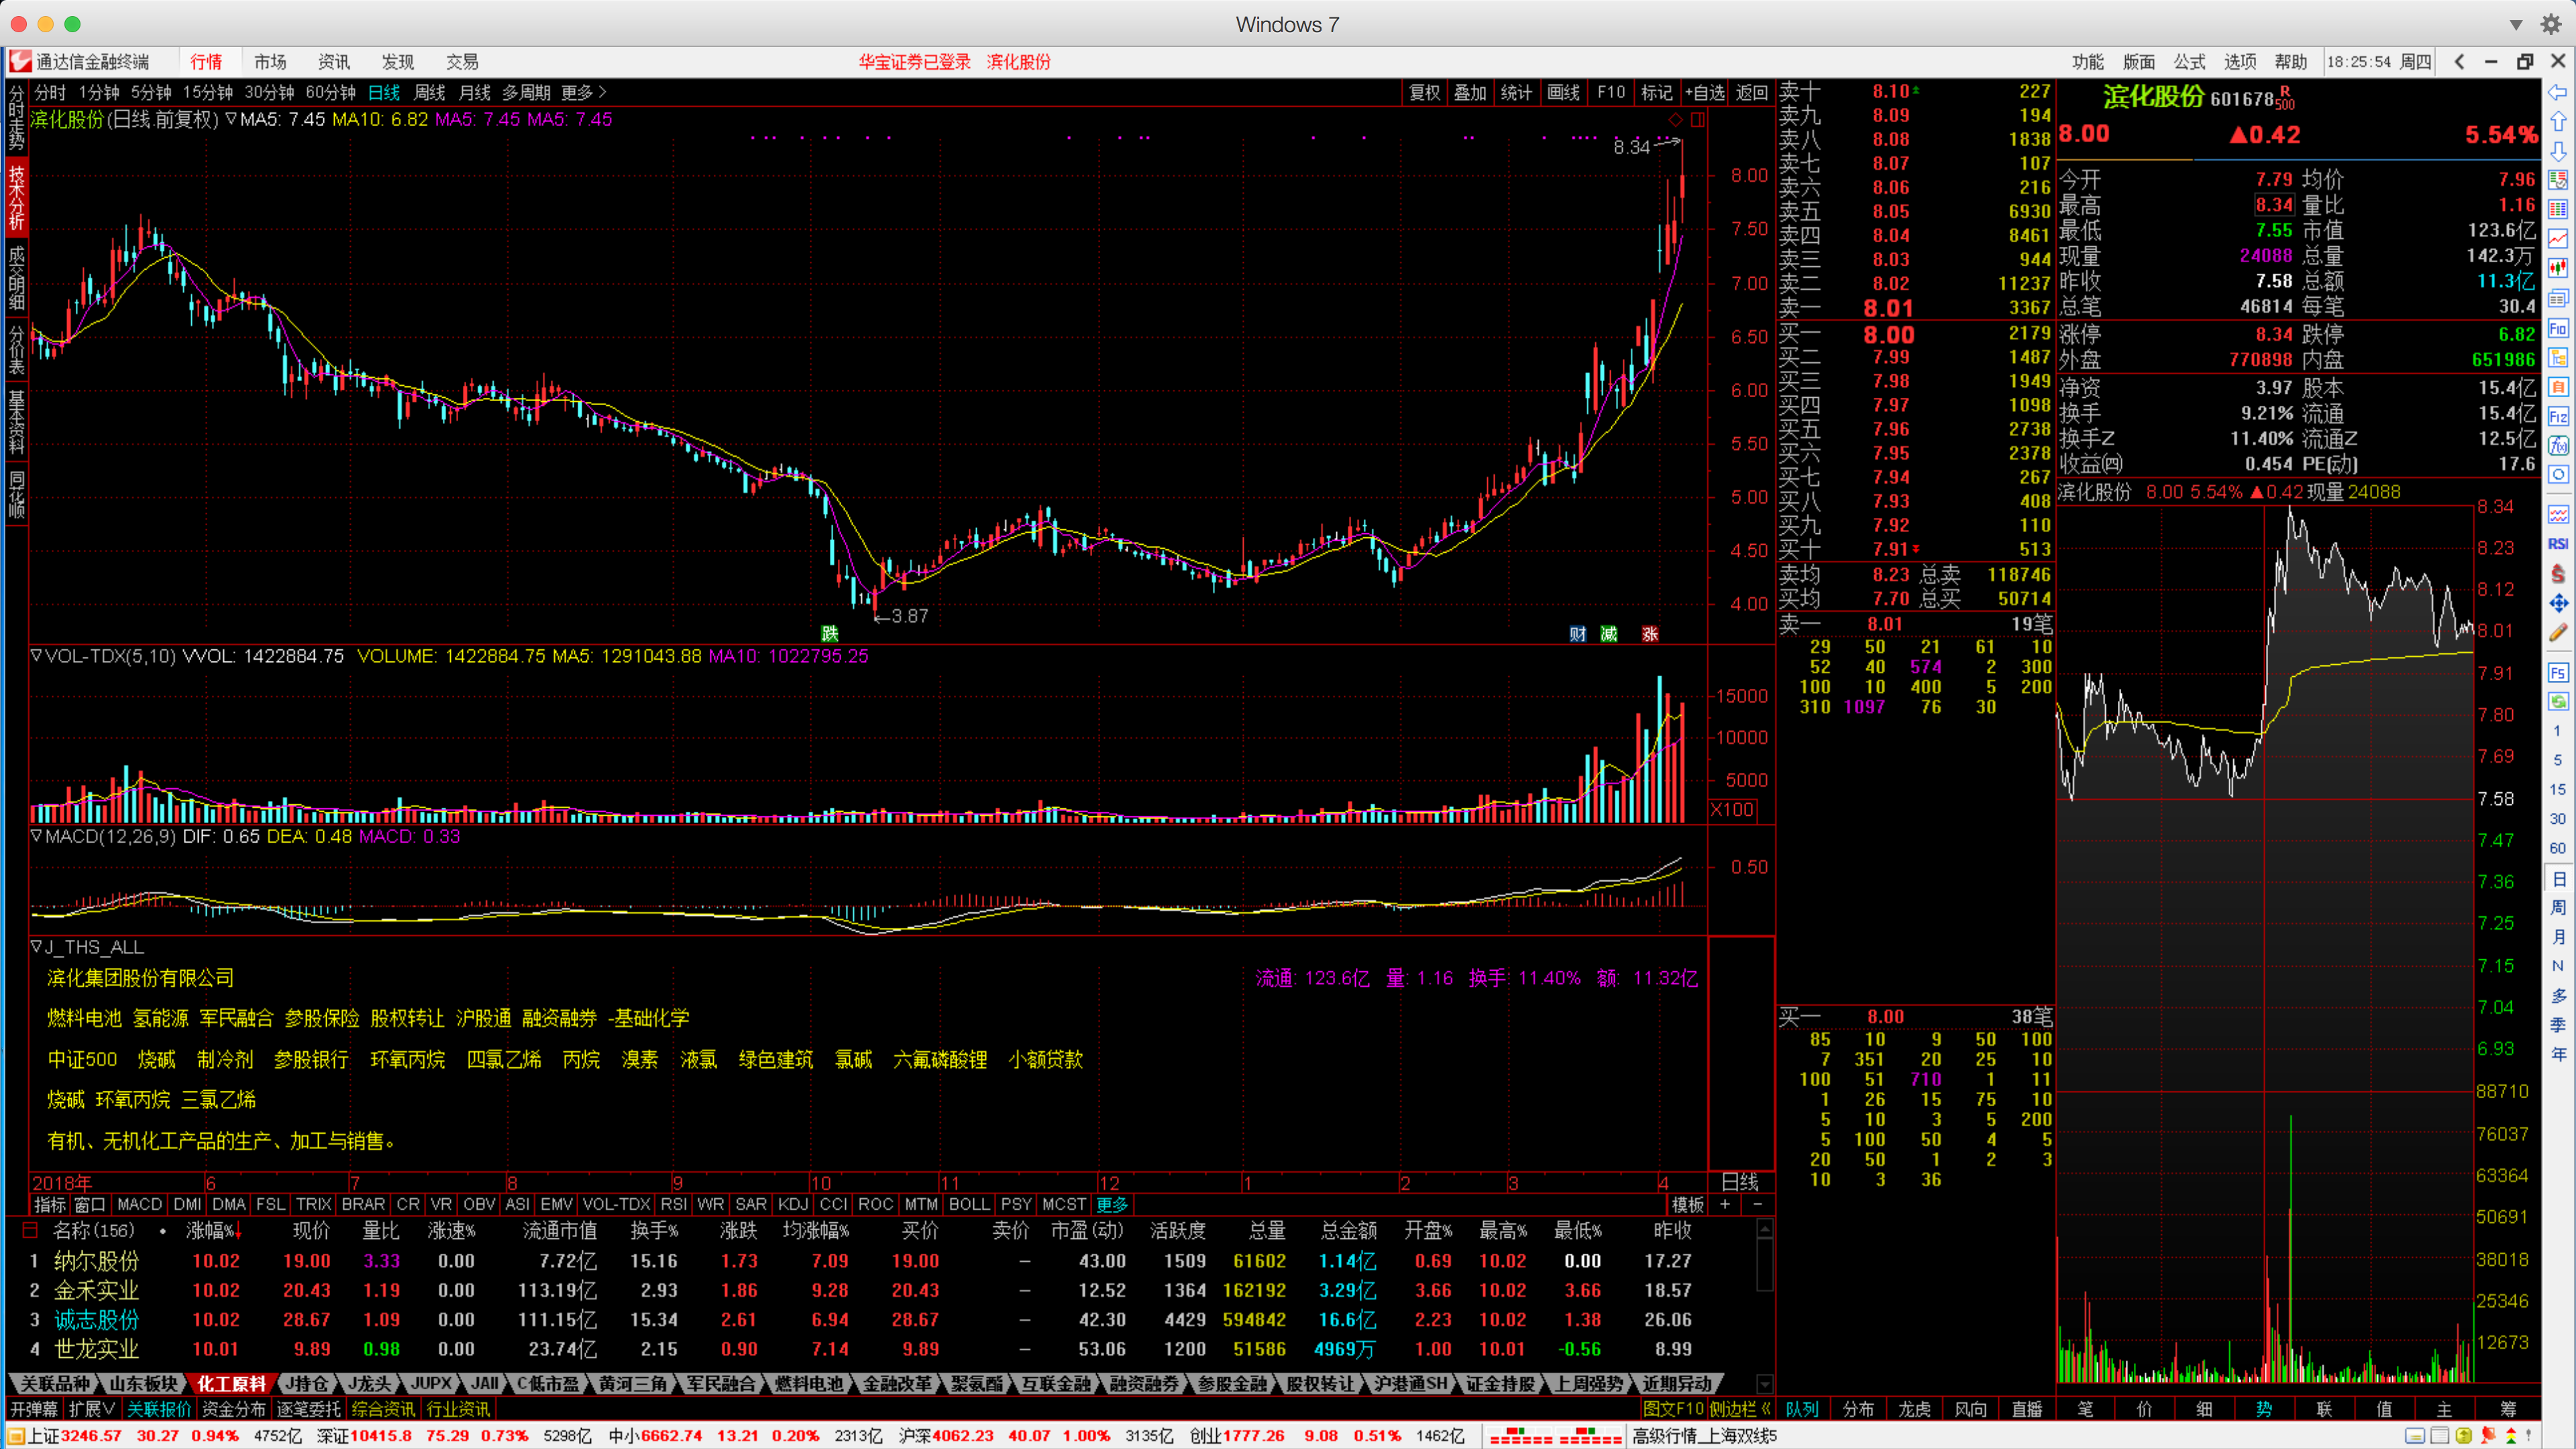 Windows 7
通达信金融终端 行情 市场 资讯 发现 交易 华宝证券已登录 滨化股份 功能 版面 公式 选项 帮助 18:25:54 周四
分时 1分钟 5分钟 15分钟 30分钟 60分钟 日线 周线 月线 多周期 更多 复权 叠加 统计 画线 F10 标记 +自选 返回
分时走势
技术分析
成交明细
分价表
基本资料
同花顺
滨化股份(日线.前复权) MA5: 7.45 MA10: 6.82 MA5: 7.45 MA5: 7.45
8.34
8.00
7.50
7.00
6.50
6.00
5.50
5.00
4.50
4.00
3.87
跌 财 减 涨
VOL-TDX(5,10) VVOL: 1422884.75 VOLUME: 1422884.75 MA5: 1291043.88 MA10: 1022795.25
15000
10000
5000
X100
MACD(12,26,9) DIF: 0.65 DEA: 0.48 MACD: 0.33
0.50
J_THS_ALL
滨化集团股份有限公司 流通: 123.6亿 量: 1.16 换手: 11.40% 额: 11.32亿
燃料电池 氢能源 军民融合 参股保险 股权转让 沪股通 融资融券 -基础化学
中证500 烧碱 制冷剂 参股银行 环氧丙烷 四氯乙烯 丙烷 溴素 液氯 绿色建筑 氯碱 六氟磷酸锂 小额贷款
烧碱 环氧丙烷 三氯乙烯
有机、无机化工产品的生产、加工与销售。
2018年 6 7 8 9 10 11 12 1 2 3 4 日线
指标 窗口 MACD DMI DMA FSL TRIX BRAR CR VR OBV ASI EMV VOL-TDX RSI WR SAR KDJ CCI ROC MTM BOLL PSY MCST 更多 模板 + -
名称(156) 涨幅% 现价 量比 涨速% 流通市值 换手% 涨跌 均涨幅% 买价 卖价 市盈(动) 活跃度 总量 总金额 开盘% 最高% 最低% 昨收
1 纳尔股份 10.02 19.00 3.33 0.00 7.72亿 15.16 1.73 7.09 19.00 – 43.00 1509 61602 1.14亿 0.69 10.02 0.00 17.27
2 金禾实业 10.02 20.43 1.19 0.00 113.19亿 2.93 1.86 9.28 20.43 – 12.52 1364 162192 3.29亿 3.66 10.02 3.66 18.57
3 诚志股份 10.02 28.67 1.09 0.00 111.15亿 15.34 2.61 6.94 28.67 – 42.30 4429 594842 16.6亿 2.23 10.02 1.38 26.06
4 世龙实业 10.01 9.89 0.98 0.00 23.74亿 2.15 0.90 7.14 9.89 – 53.06 1200 51586 4969万 1.00 10.01 -0.56 8.99
关联品种 山东板块 化工原料 J持仓 J龙头 JUPX JAll C低市盈 黄河三角 军民融合 燃料电池 金融改革 聚氨酯 互联金融 融资融券 参股金融 股权转让 沪港通SH 证金持股 上周强势 近期异动
开弹幕 扩展 关联报价 资金分布 逐笔委托 综合资讯 行业资讯 图文F10 侧边栏
卖十 8.10 227
卖九 8.09 194
卖八 8.08 1838
卖七 8.07 107
卖六 8.06 216
卖五 8.05 6930
卖四 8.04 8461
卖三 8.03 944
卖二 8.02 11237
卖一 8.01 3367
买一 8.00 2179
买二 7.99 1487
买三 7.98 1949
买四 7.97 1098
买五 7.96 2738
买六 7.95 2378
买七 7.94 267
买八 7.93 408
买九 7.92 110
买十 7.91 513
卖均 8.23 总卖 118746
买均 7.70 总买 50714
卖一 8.01 19笔
29 50 21 61 10
52 40 574 2 300
100 10 400 5 200
310 1097 76 30
买一 8.00 38笔
85 10 9 50 100
7 351 20 25 10
100 51 710 1 11
1 26 15 75 10
5 10 3 5 200
5 100 50 4 5
20 50 1 2 3
10 3 36
队列 分布 龙虎 风向 直播
滨化股份 601678 R 500
8.00 ▲0.42 5.54%
今开 7.79 均价 7.96
最高 8.34 量比 1.16
最低 7.55 市值 123.6亿
现量 24088 总量 142.3万
昨收 7.58 总额 11.3亿
总笔 46814 每笔 30.4
涨停 8.34 跌停 6.82
外盘 770898 内盘 651986
净资 3.97 股本 15.4亿
换手 9.21% 流通 15.4亿
换手Z 11.40% 流通Z 12.5亿
收益(四) 0.454 PE(动) 17.6
滨化股份 8.00 5.54% ▲0.42 现量 24088
8.34
8.23
8.12
8.01
7.91
7.80
7.69
7.58
7.47
7.36
7.25
7.15
7.04
6.93
88710
76037
63364
50691
38018
25346
12673
笔 价 细 势 联 值 主 筹
F10
自
F12
f(x)
RSI
F5
1
5
15
30
60
日
周
月
N
多
季
年
上证3246.57 30.27 0.94% 4752亿 深证10415.8 75.29 0.73% 5298亿 中小6662.74 13.21 0.20% 2313亿 沪深4062.23 40.07 1.00% 3135亿 创业1777.26 9.08 0.51% 1462亿 高级行情_上海双线5